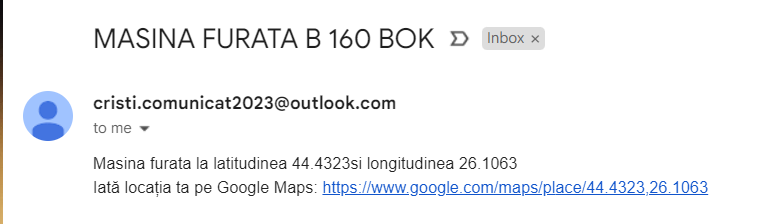 MASINA FURATA B 160 BOK Inbox ×
cristi.comunicat2023@outlook.com
to me
Masina furata la latitudinea 44.4323si longitudinea 26.1063
Iată locația ta pe Google Maps: https://www.google.com/maps/place/44.4323,26.1063